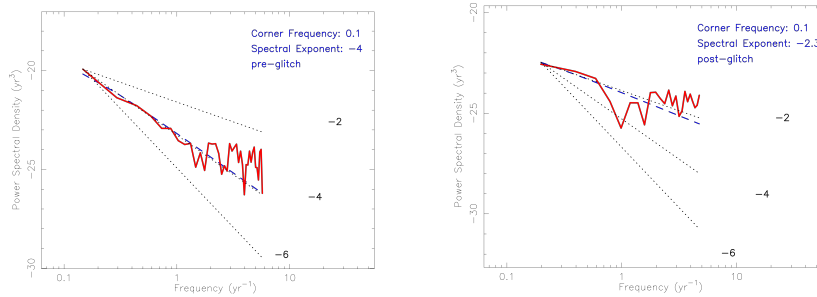 Corner Frequency: 0.1
Spectral Exponent: −4
pre−glitch
Power Spectral Density (yr³)
−20
−25
−30
−2
−4
−6
0.1
1
10
Frequency (yr⁻¹)
Corner Frequency: 0.1
Spectral Exponent: −2.3
post−glitch
Power Spectral Density (yr³)
−20
−25
−30
−2
−4
−6
0.1
1
10
Frequency (yr⁻¹)